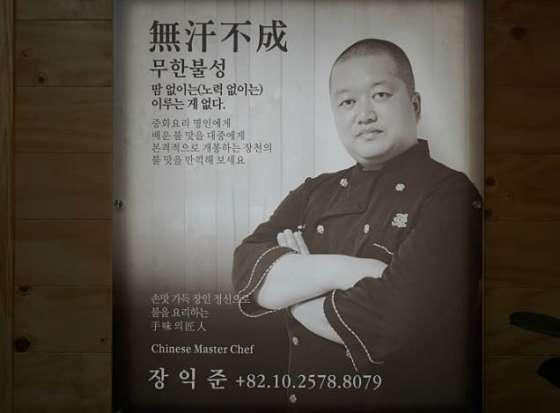 無汗不成
무한불성
땀 없이는(노력 없이는)
이루는 게 없다.
중화요리 명인에게
배운 불 맛을 대중에게
본격적으로 개봉하는 장천의
불 맛을 만끽해 보세요
손맛 가득 장인 정신으로
불을 요리하는
手味의 匠人
Chinese Master Chef
장 익 준 +82.10.2578.8079